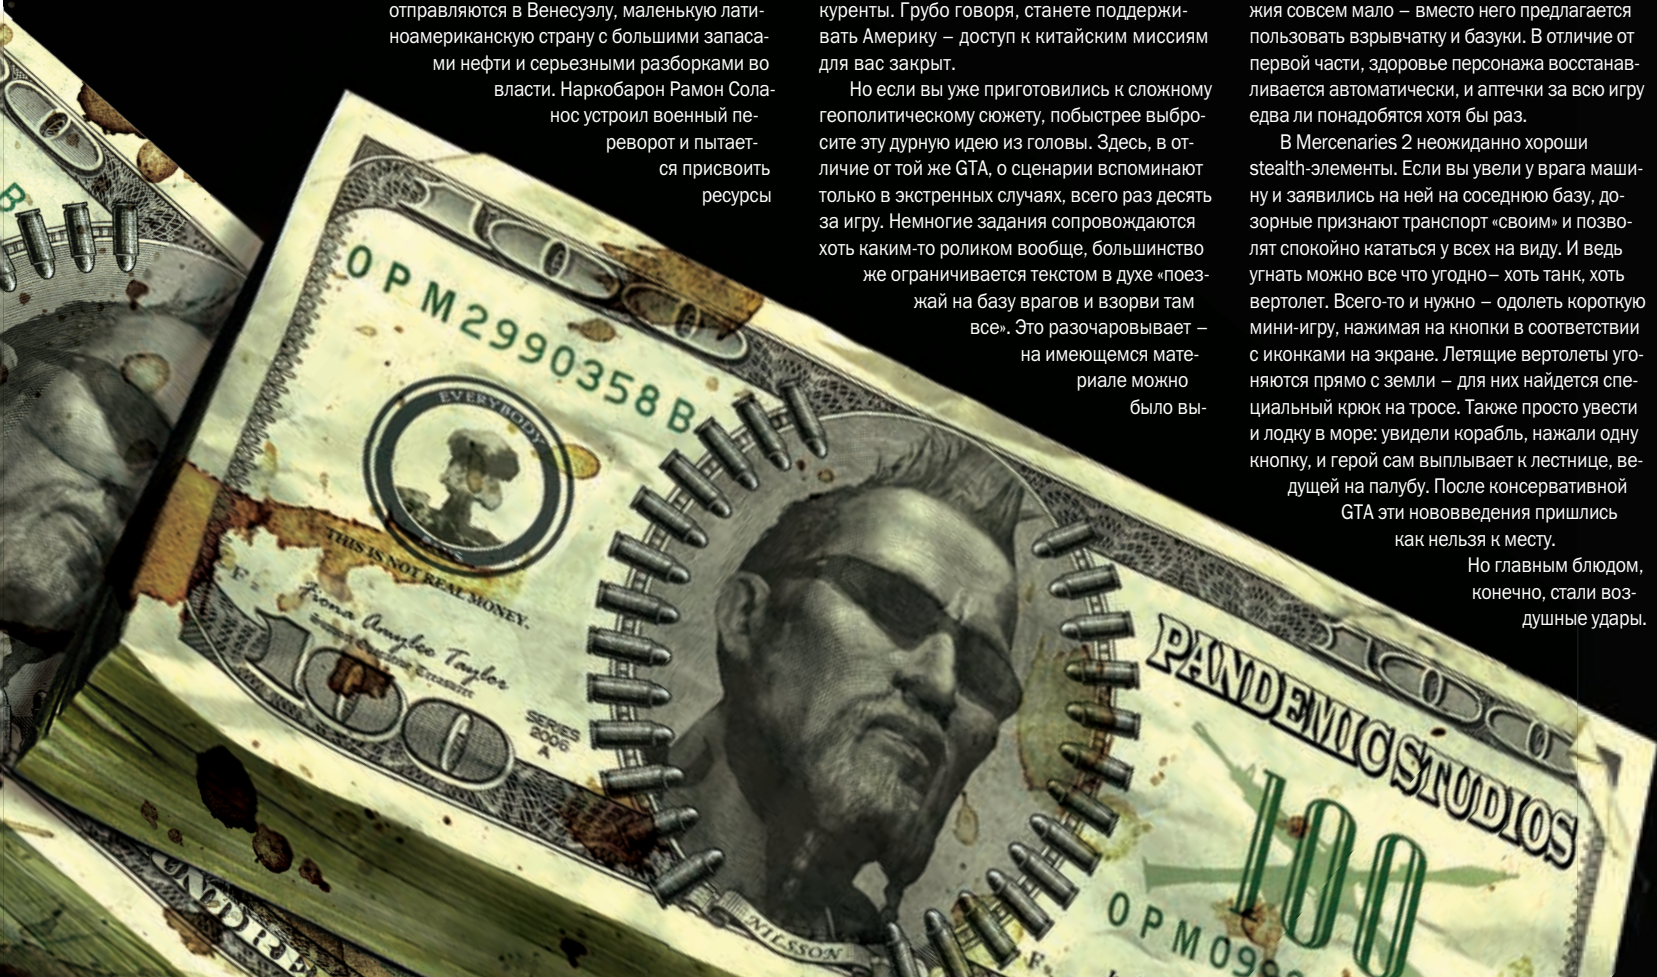 отправляются в Венесуэлу, маленькую лати-
ноамериканскую страну с большими запаса-
ми нефти и серьезными разборками во
власти. Наркобарон Рамон Сола-
нос устроил военный пе-
реворот и пытает-
ся присвоить
ресурсы
куренты. Грубо говоря, станете поддержи-
вать Америку – доступ к китайским миссиям
для вас закрыт.
Но если вы уже приготовились к сложному
геополитическому сюжету, побыстрее выбро-
сите эту дурную идею из головы. Здесь, в от-
личие от той же GTA, о сценарии вспоминают
только в экстренных случаях, всего раз десять
за игру. Немногие задания сопровождаются
хоть каким-то роликом вообще, большинство
же ограничивается текстом в духе «поез-
жай на базу врагов и взорви там
все». Это разочаровывает –
на имеющемся мате-
риале можно
было вы-
жия совсем мало – вместо него предлагается
пользовать взрывчатку и базуки. В отличие от
первой части, здоровье персонажа восстанав-
ливается автоматически, и аптечки за всю игру
едва ли понадобятся хотя бы раз.
В Mercenaries 2 неожиданно хороши
stealth-элементы. Если вы увели у врага маши-
ну и заявились на ней на соседнюю базу, до-
зорные признают транспорт «своим» и позво-
лят спокойно кататься у всех на виду. И ведь
угнать можно все что угодно – хоть танк, хоть
вертолет. Всего-то и нужно – одолеть короткую
мини-игру, нажимая на кнопки в соответствии
с иконками на экране. Летящие вертолеты уго-
няются прямо с земли – для них найдется спе-
циальный крюк на тросе. Также просто увести
и лодку в море: увидели корабль, нажали одну
кнопку, и герой сам выплывает к лестнице, ве-
дущей на палубу. После консервативной
GTA эти нововведения пришлись
как нельзя к месту.
Но главным блюдом,
конечно, стали воз-
душные удары.
B
100
100
0PM2990358B
EVERYBODY
PAYS
THIS IS NOT REAL MONEY.
F
Fiona Amylee Taylor
100
SERIES
2006
A
NILSSON
100
PANDEMIC STUDIOS
100
0PM099
F